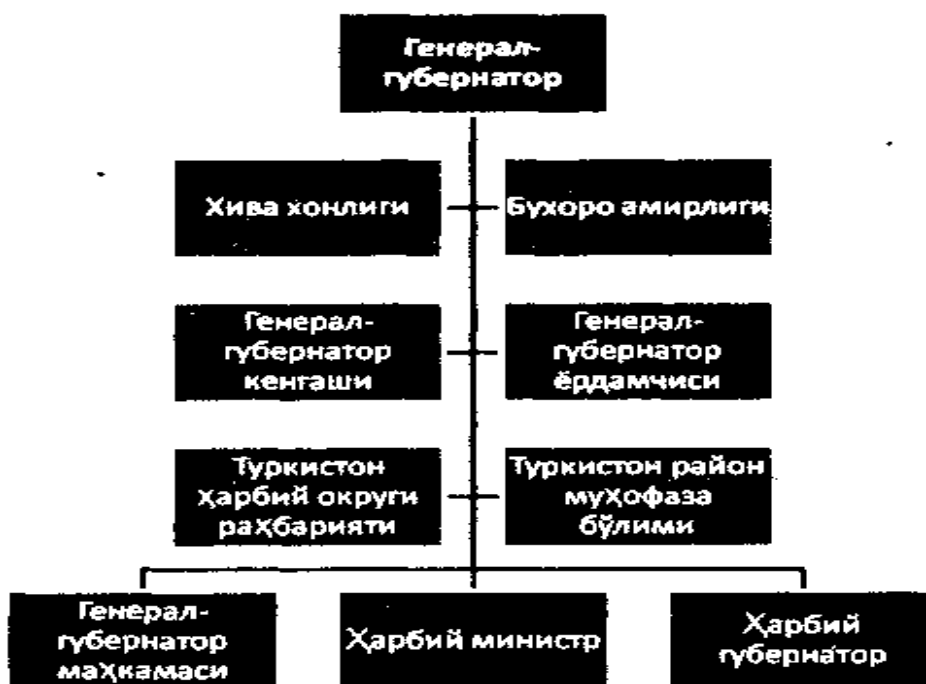 Генерал-
губернатор
Хива хонлиги
Бухоро амирлиги
Генерал-
губернатор
кенгаши
Генерал-
губернатор
ёрдамчиси
Туркистон
ҳарбий округи
раҳбарияти
Туркистон район
муҳофаза
бўлими
Генерал-
губернатор
маҳкамаси
Ҳарбий министр
Ҳарбий
губернатор